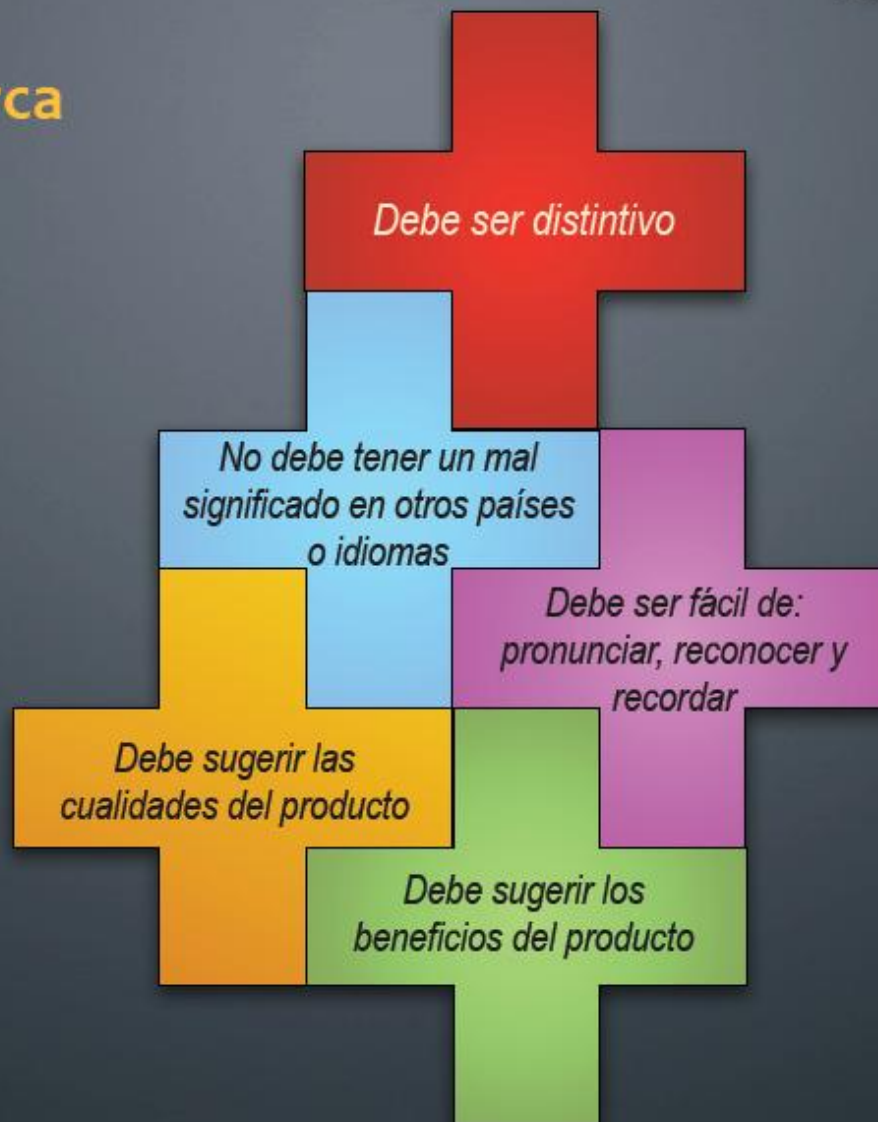 rca
Debe ser distintivo
No debe tener un mal
significado en otros países
o idiomas
Debe ser fácil de:
pronunciar, reconocer y
recordar
Debe sugerir las
cualidades del producto
Debe sugerir los
beneficios del producto